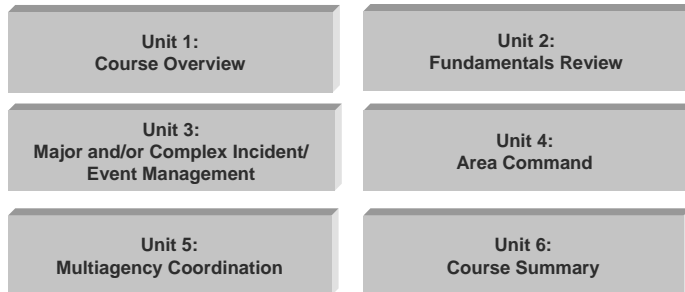 Unit 1:
Course Overview
Unit 2:
Fundamentals Review
Unit 3:
Major and/or Complex Incident/
Event Management
Unit 4:
Area Command
Unit 5:
Multiagency Coordination
Unit 6:
Course Summary